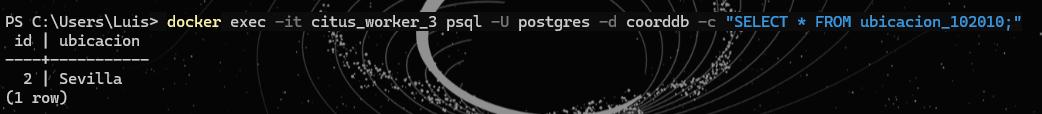 PS C:\Users\Luis> docker exec -it citus_worker_3 psql -U postgres -d coorddb -c "SELECT * FROM ubicacion_102010;"
 id | ubicacion
----+-----------
  2 | Sevilla
(1 row)